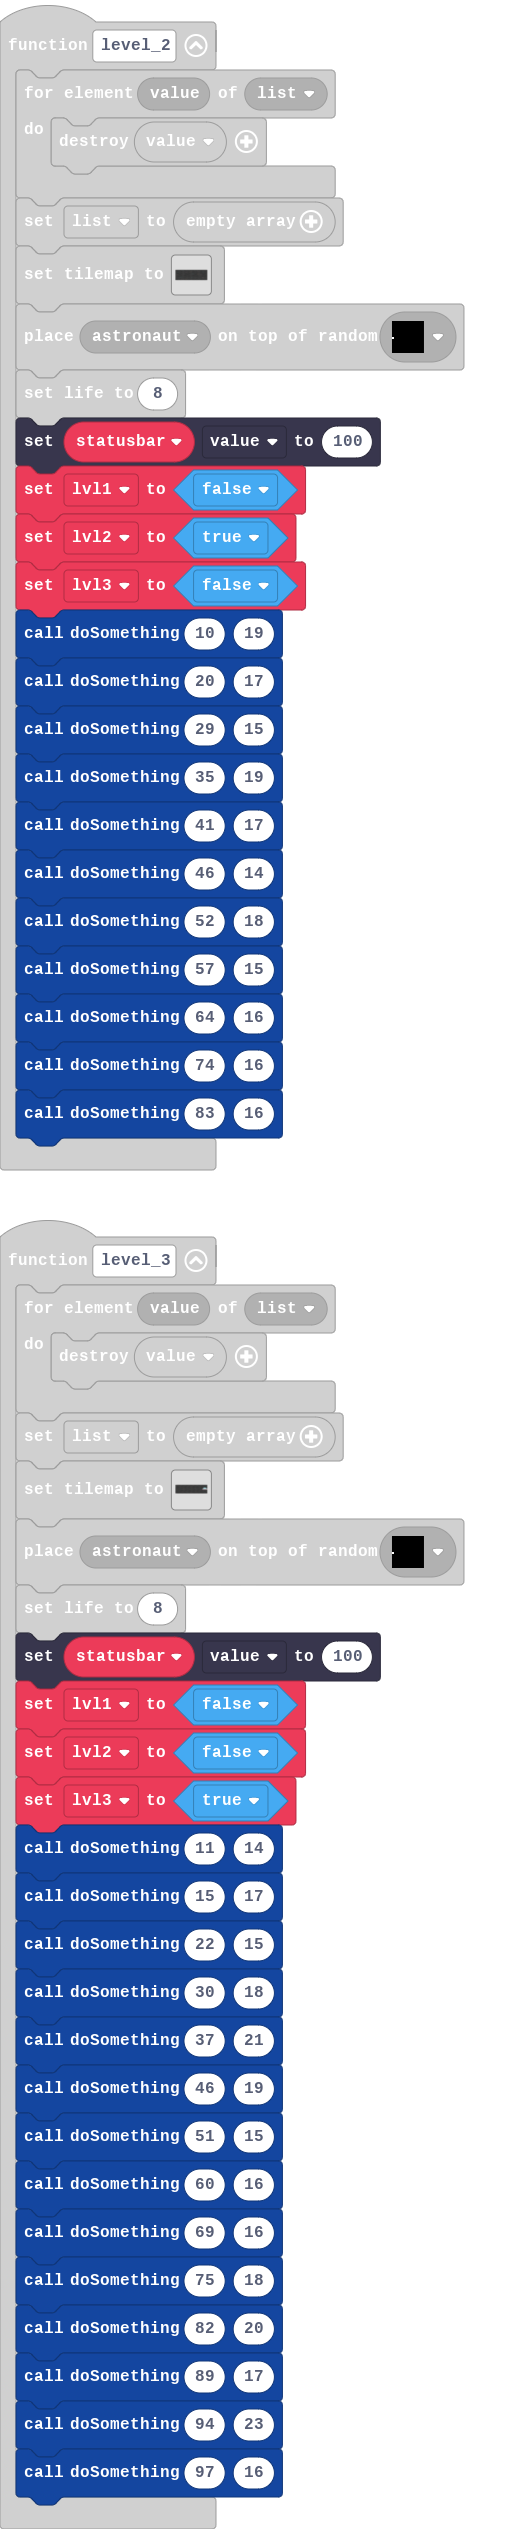 function level_2
for element value of list
do destroy value
set list to empty array
set tilemap to
place astronaut on top of random
set life to 8
set statusbar value to 100
set lvl1 to false
set lvl2 to true
set lvl3 to false
call doSomething 10 19
call doSomething 20 17
call doSomething 29 15
call doSomething 35 19
call doSomething 41 17
call doSomething 46 14
call doSomething 52 18
call doSomething 57 15
call doSomething 64 16
call doSomething 74 16
call doSomething 83 16
function level_3
for element value of list
do destroy value
set list to empty array
set tilemap to
place astronaut on top of random
set life to 8
set statusbar value to 100
set lvl1 to false
set lvl2 to false
set lvl3 to true
call doSomething 11 14
call doSomething 15 17
call doSomething 22 15
call doSomething 30 18
call doSomething 37 21
call doSomething 46 19
call doSomething 51 15
call doSomething 60 16
call doSomething 69 16
call doSomething 75 18
call doSomething 82 20
call doSomething 89 17
call doSomething 94 23
call doSomething 97 16